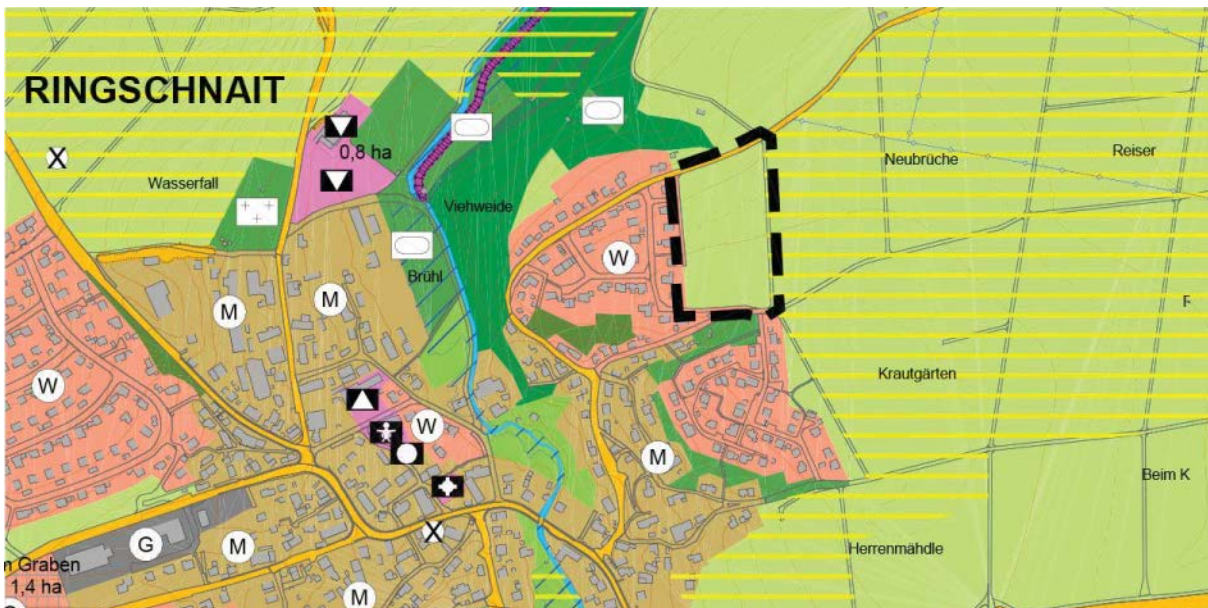 RINGSCHNAIT
X
0,8 ha
Neubrüche
Reiser
Wasserfall
Viehweide
W
Brühl
M
M
F
W
Krautgärten
W
M
Beim K
X
G
M
Herrenmähdle
m Graben
1,4 ha
M